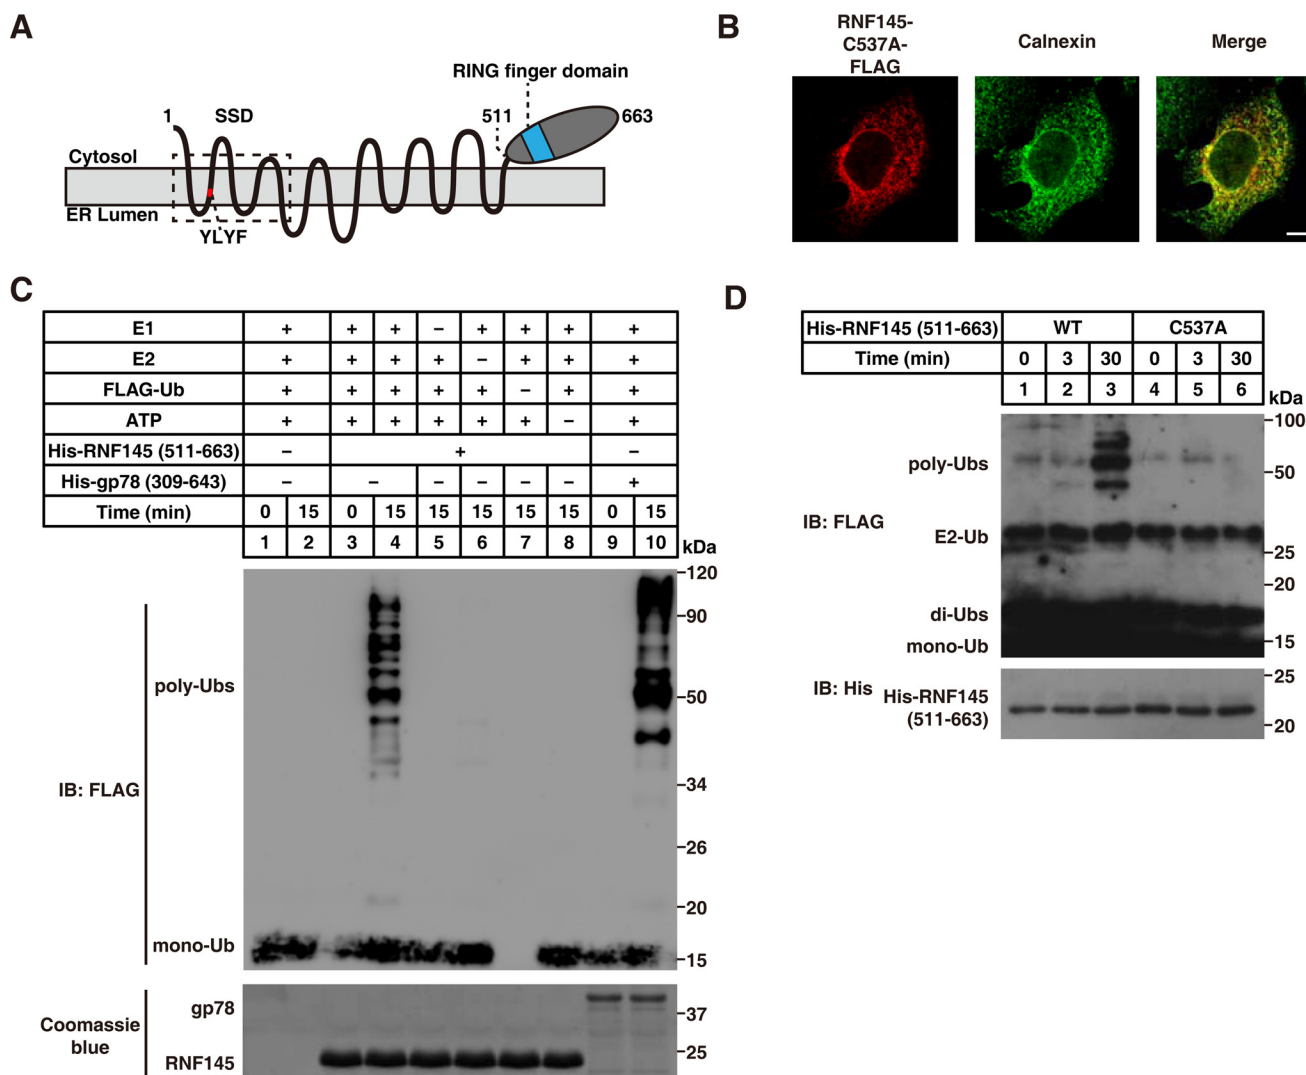 A
RING finger domain
1
SSD
511
663
Cytosol
ER Lumen
YLYF
B
RNF145-
C537A-
FLAG
Calnexin
Merge
C
E1 + + + – + + + +
E2 + + + + – + + +
FLAG-Ub + + + + + – + +
ATP + + + + + + – +
His-RNF145 (511-663) – + –
His-gp78 (309-643) – – – – – – +
Time (min) 0 15 0 15 15 15 15 15 0 15
1 2 3 4 5 6 7 8 9 10
kDa
120
90
poly-Ubs
50
IB: FLAG
34
26
20
mono-Ub
15
gp78
37
Coomassie
blue
25
RNF145
D
His-RNF145 (511-663) WT C537A
Time (min) 0 3 30 0 3 30
1 2 3 4 5 6
kDa
100
poly-Ubs
50
IB: FLAG
E2-Ub
25
20
di-Ubs
mono-Ub
15
25
IB: His
His-RNF145
(511-663)
20